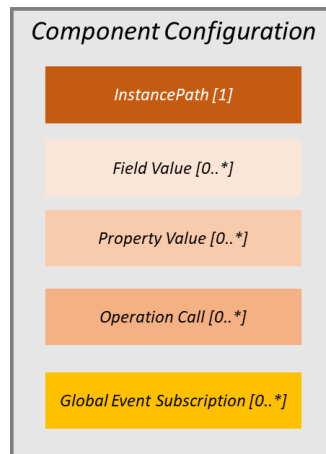 Component Configuration
InstancePath [1]
Field Value [0..*]
Property Value [0..*]
Operation Call [0..*]
Global Event Subscription [0..*]